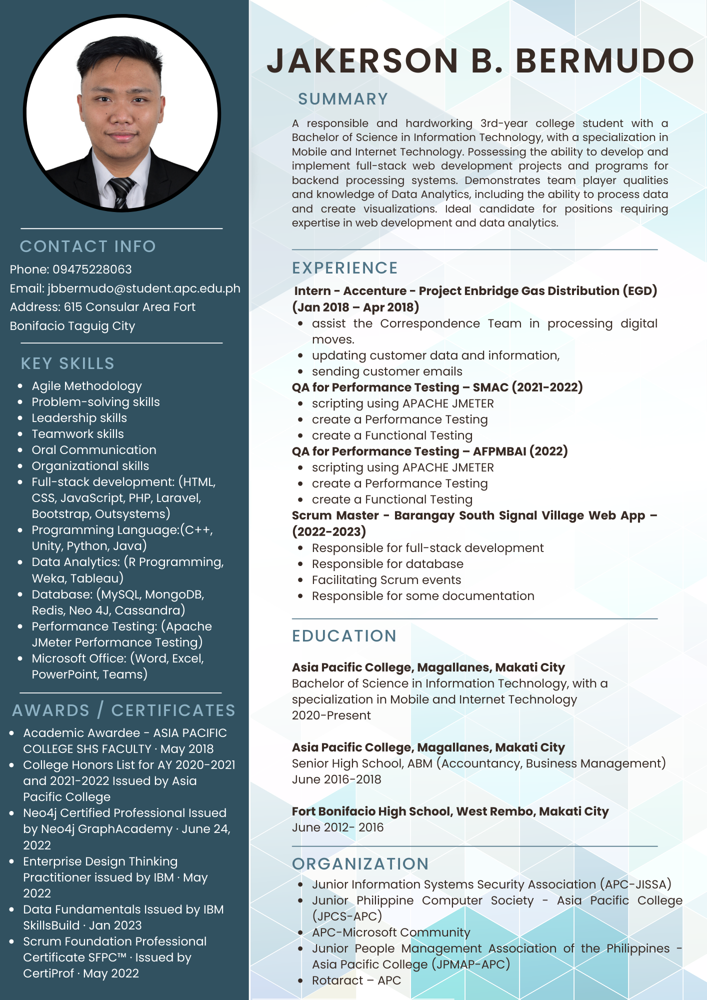 JAKERSON B. BERMUDO
SUMMARY
A responsible and hardworking 3rd-year college student with a
Bachelor of Science in Information Technology, with a specialization in
Mobile and Internet Technology. Possessing the ability to develop and
implement full-stack web development projects and programs for
backend processing systems. Demonstrates team player qualities
and knowledge of Data Analytics, including the ability to process data
and create visualizations. Ideal candidate for positions requiring
expertise in web development and data analytics.
CONTACT INFO
Phone: 09475228063
Email: jbbermudo@student.apc.edu.ph
Address: 615 Consular Area Fort
Bonifacio Taguig City
KEY SKILLS
• Agile Methodology
• Problem-solving skills
• Leadership skills
• Teamwork skills
• Oral Communication
• Organizational skills
• Full-stack development: (HTML,
CSS, JavaScript, PHP, Laravel,
Bootstrap, Outsystems)
• Programming Language:(C++,
Unity, Python, Java)
• Data Analytics: (R Programming,
Weka, Tableau)
• Database: (MySQL, MongoDB,
Redis, Neo 4J, Cassandra)
• Performance Testing: (Apache
JMeter Performance Testing)
• Microsoft Office: (Word, Excel,
PowerPoint, Teams)
AWARDS / CERTIFICATES
• Academic Awardee - ASIA PACIFIC
COLLEGE SHS FACULTY · May 2018
• College Honors List for AY 2020-2021
and 2021-2022 Issued by Asia
Pacific College
• Neo4j Certified Professional Issued
by Neo4j GraphAcademy · June 24,
2022
• Enterprise Design Thinking
Practitioner issued by IBM · May
2022
• Data Fundamentals Issued by IBM
SkillsBuild · Jan 2023
• Scrum Foundation Professional
Certificate SFPC™ · Issued by
CertiProf · May 2022
EXPERIENCE
Intern - Accenture - Project Enbridge Gas Distribution (EGD)
(Jan 2018 – Apr 2018)
• assist the Correspondence Team in processing digital
moves.
• updating customer data and information,
• sending customer emails
QA for Performance Testing – SMAC (2021-2022)
• scripting using APACHE JMETER
• create a Performance Testing
• create a Functional Testing
QA for Performance Testing – AFPMBAI (2022)
• scripting using APACHE JMETER
• create a Performance Testing
• create a Functional Testing
Scrum Master - Barangay South Signal Village Web App –
(2022-2023)
• Responsible for full-stack development
• Responsible for database
• Facilitating Scrum events
• Responsible for some documentation
EDUCATION
Asia Pacific College, Magallanes, Makati City
Bachelor of Science in Information Technology, with a
specialization in Mobile and Internet Technology
2020-Present
Asia Pacific College, Magallanes, Makati City
Senior High School, ABM (Accountancy, Business Management)
June 2016-2018
Fort Bonifacio High School, West Rembo, Makati City
June 2012- 2016
ORGANIZATION
• Junior Information Systems Security Association (APC-JISSA)
• Junior Philippine Computer Society - Asia Pacific College
(JPCS-APC)
• APC-Microsoft Community
• Junior People Management Association of the Philippines -
Asia Pacific College (JPMAP-APC)
• Rotaract – APC